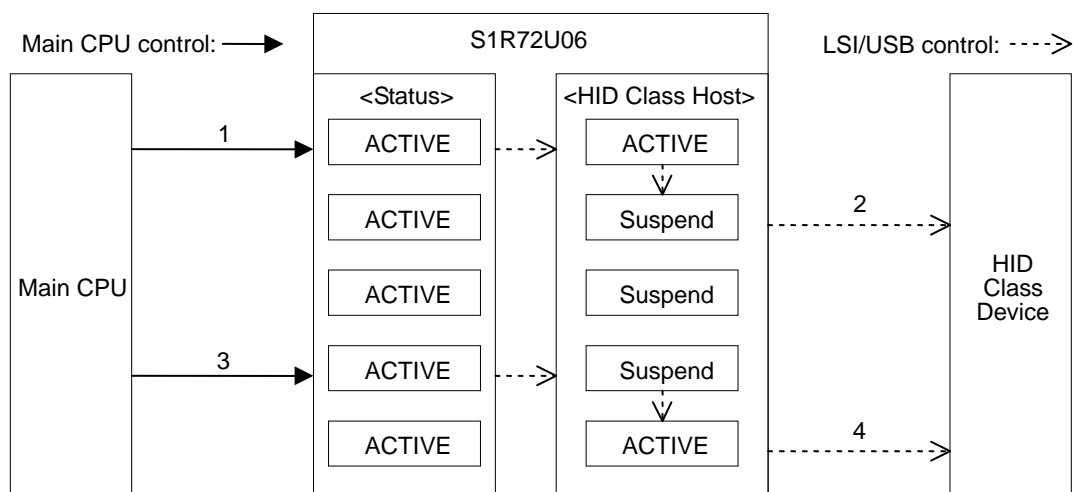 Main CPU control:
S1R72U06
LSI/USB control:
<Status>
<HID Class Host>
1
ACTIVE
ACTIVE
ACTIVE
Suspend
2
Main CPU
ACTIVE
Suspend
HID
Class
Device
3
ACTIVE
Suspend
ACTIVE
ACTIVE
4